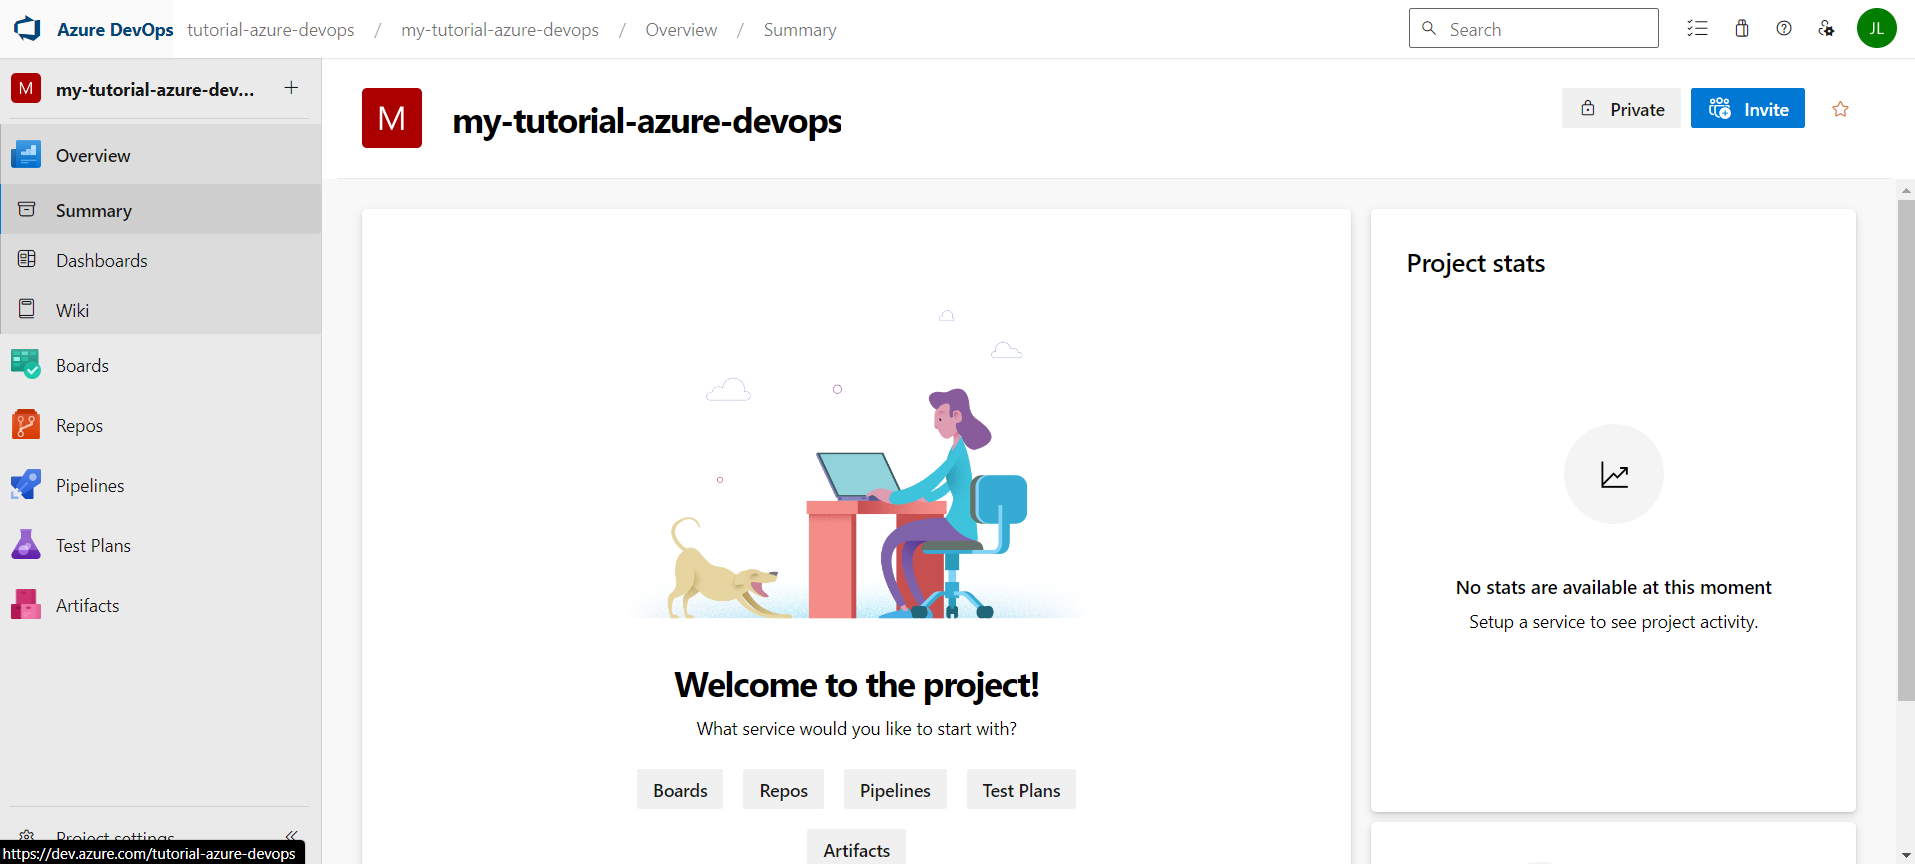 Azure DevOps tutorial-azure-devops / my-tutorial-azure-devops / Overview / Summary
Search
JL
M my-tutorial-azure-dev... +
Overview
Summary
Dashboards
Wiki
Boards
Repos
Pipelines
Test Plans
Artifacts
Project settings
https://dev.azure.com/tutorial-azure-devops
M my-tutorial-azure-devops
Private
Invite
Welcome to the project!
What service would you like to start with?
Boards Repos Pipelines Test Plans
Artifacts
Project stats
No stats are available at this moment
Setup a service to see project activity.